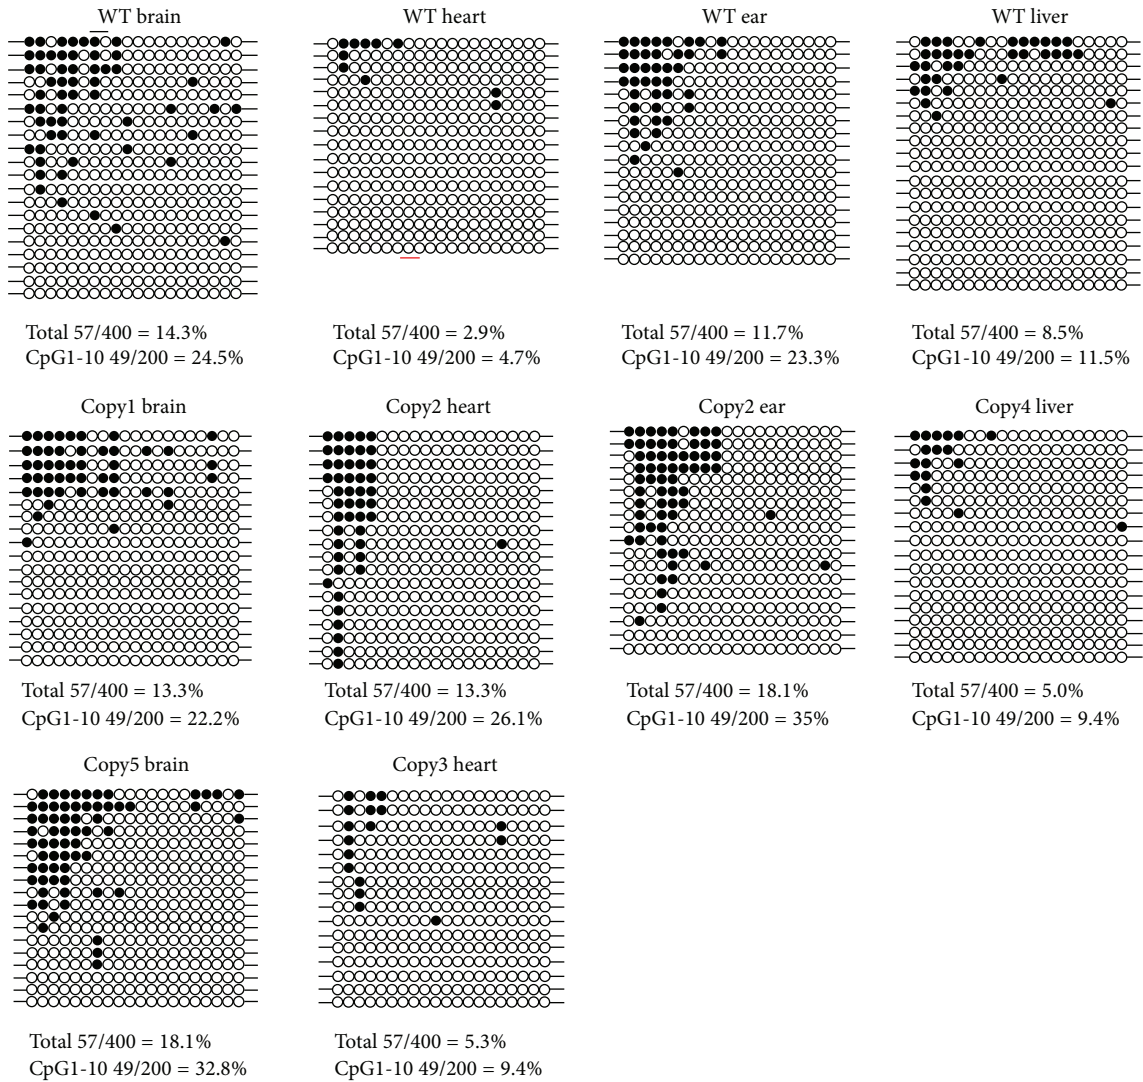 WT brain
WT heart
WT ear
WT liver
Total 57/400 = 14.3%
CpG1-10 49/200 = 24.5%
Total 57/400 = 2.9%
CpG1-10 49/200 = 4.7%
Total 57/400 = 11.7%
CpG1-10 49/200 = 23.3%
Total 57/400 = 8.5%
CpG1-10 49/200 = 11.5%
Copy1 brain
Copy2 heart
Copy2 ear
Copy4 liver
Total 57/400 = 13.3%
CpG1-10 49/200 = 22.2%
Total 57/400 = 13.3%
CpG1-10 49/200 = 26.1%
Total 57/400 = 18.1%
CpG1-10 49/200 = 35%
Total 57/400 = 5.0%
CpG1-10 49/200 = 9.4%
Copy5 brain
Copy3 heart
Total 57/400 = 18.1%
CpG1-10 49/200 = 32.8%
Total 57/400 = 5.3%
CpG1-10 49/200 = 9.4%